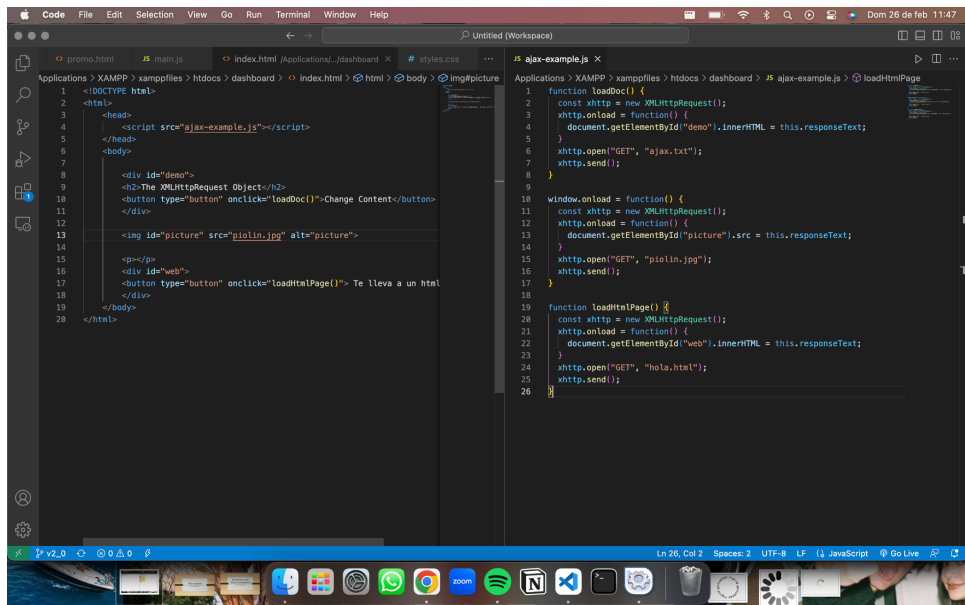 Code File Edit Selection View Go Run Terminal Window Help Dom 26 de feb 11:47
Untitled (Workspace)
promo.html JS main.js index.html /Applications/.../dashboard # styles.css ··· JS ajax-example.js
Applications > XAMPP > xamppfiles > htdocs > dashboard > index.html > html > body > img#picture
1 <!DOCTYPE html>
2 <html>
3 <head>
4 <script src="ajax-example.js"></script>
5 </head>
6 <body>
7
8 <div id="demo">
9 <h2>The XMLHttpRequest Object</h2>
10 <button type="button" onclick="loadDoc()">Change Content</button>
11 </div>
12
13 <img id="picture" src="piolin.jpg" alt="picture">
14
15 <p></p>
16 <div id="web">
17 <button type="button" onclick="loadHtmlPage()"> Te lleva a un html
18 </div>
19 </body>
20 </html>
Applications > XAMPP > xamppfiles > htdocs > dashboard > JS ajax-example.js > loadHtmlPage
1 function loadDoc() {
2 const xhttp = new XMLHttpRequest();
3 xhttp.onload = function() {
4 document.getElementById("demo").innerHTML = this.responseText;
5 }
6 xhttp.open("GET", "ajax.txt");
7 xhttp.send();
8 }
9
10 window.onload = function() {
11 const xhttp = new XMLHttpRequest();
12 xhttp.onload = function() {
13 document.getElementById("picture").src = this.responseText;
14 }
15 xhttp.open("GET", "piolin.jpg");
16 xhttp.send();
17 }
18
19 function loadHtmlPage() {
20 const xhttp = new XMLHttpRequest();
21 xhttp.onload = function() {
22 document.getElementById("web").innerHTML = this.responseText;
23 }
24 xhttp.open("GET", "hola.html");
25 xhttp.send();
26 }
1
v2_0 0 0 Ln 26, Col 2 Spaces: 2 UTF-8 LF JavaScript Go Live
zoom